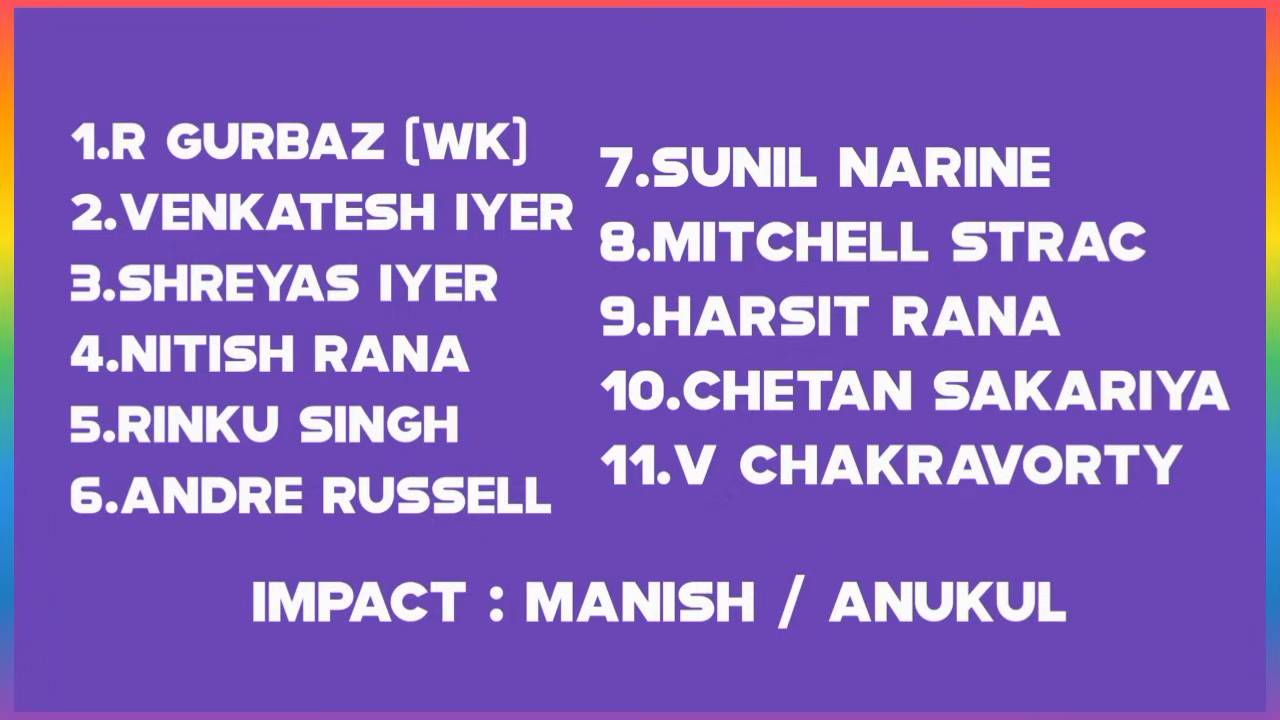 1.R GURBAZ [WK]
2.VENKATESH IYER
3.SHREYAS IYER
4.NITISH RANA
5.RINKU SINGH
6.ANDRE RUSSELL
7.SUNIL NARINE
8.MITCHELL STRAC
9.HARSIT RANA
10.CHETAN SAKARIYA
11.V CHAKRAVORTY
IMPACT : MANISH / ANUKUL